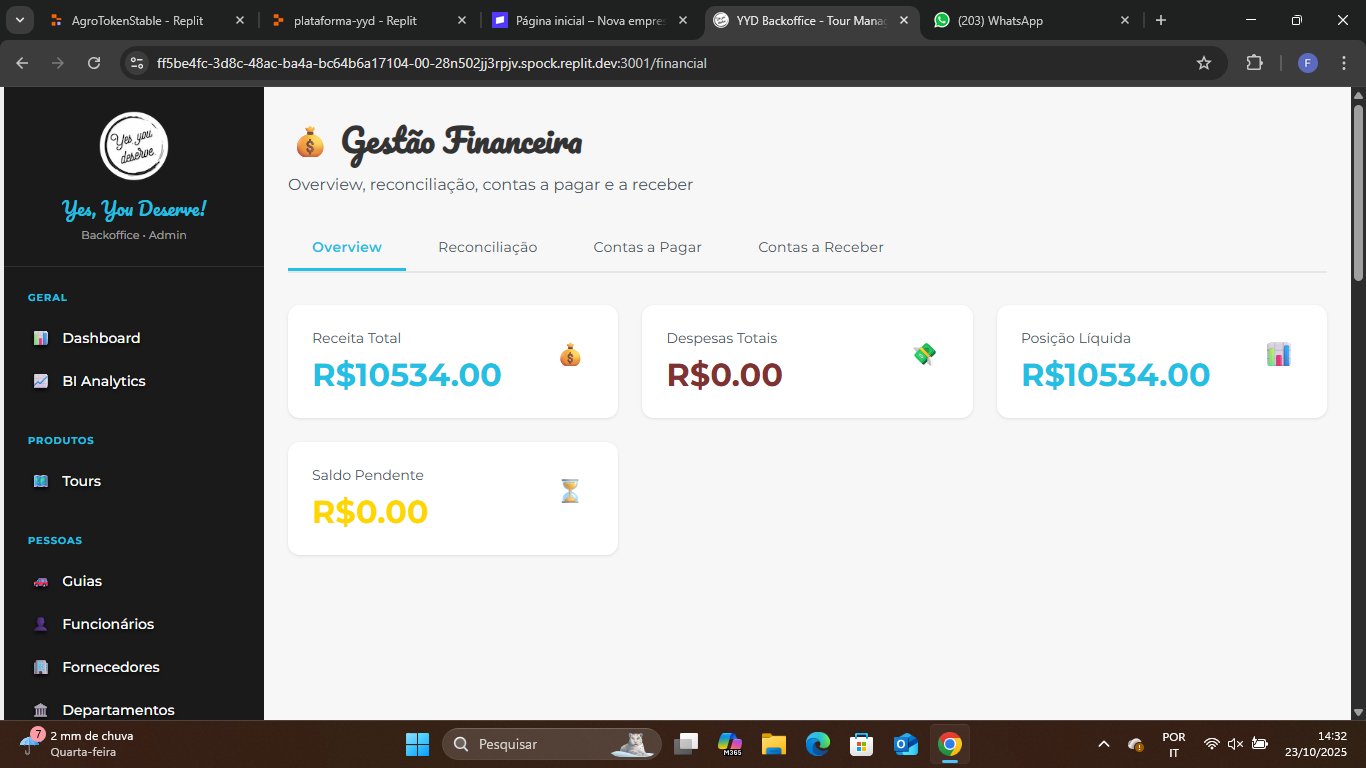 AgroTokenStable - Replit
plataforma-yyd - Replit
Página inicial – Nova empres
YYD Backoffice - Tour Mana
(203) WhatsApp
ff5be4fc-3d8c-48ac-ba4a-bc64b6a17104-00-28n502jj3rpjv.spock.replit.dev:3001/financial
F
Yes, you
deserve.
Yes, You Deserve!
Backoffice • Admin
GERAL
Dashboard
BI Analytics
PRODUTOS
Tours
PESSOAS
Guias
Funcionários
Fornecedores
Departamentos
Gestão Financeira
Overview, reconciliação, contas a pagar e a receber
Overview
Reconciliação
Contas a Pagar
Contas a Receber
Receita Total
R$10534.00
Despesas Totais
R$0.00
Posição Líquida
R$10534.00
Saldo Pendente
R$0.00
7
2 mm de chuva
Quarta-feira
Pesquisar
M365
POR
IT
14:32
23/10/2025